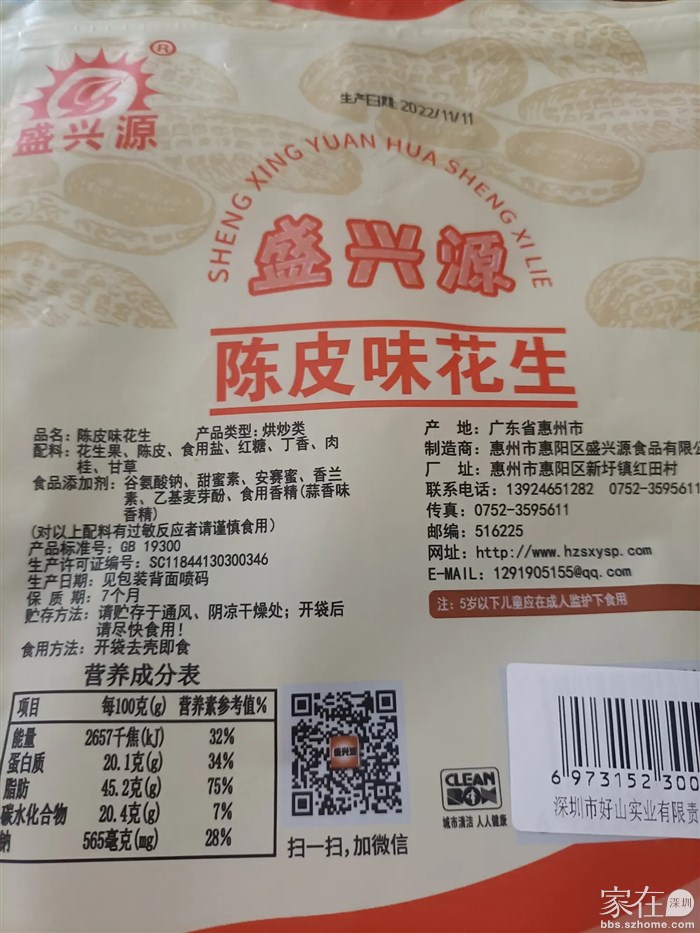 ®
盛兴源
生产日期: 2022/11/11
SHENG XING YUAN HUA SHENG XI LIE
盛兴源
陈皮味花生
品名: 陈皮味花生 产品类型: 烘炒类
配料: 花生果、陈皮、食用盐、红糖、丁香、肉
桂、甘草
食品添加剂: 谷氨酸钠、甜蜜素、安赛蜜、香兰
素、乙基麦芽酚、食用香精(蒜香味
香精)
(对以上配料有过敏反应者请谨慎食用)
产品标准号: GB 19300
生产许可证编号: SC11844130300346
生产日期: 见包装背面喷码
保 质 期: 7个月
贮存方法: 请贮存于通风、阴凉干燥处; 开袋后
请尽快食用!
食用方法: 开袋去壳即食
产 地: 广东省惠州市
制造商: 惠州市惠阳区盛兴源食品有限公
厂 址: 惠州市惠阳区新圩镇红田村
联系电话: 13924651282 0752-3595611
传真: 0752-3595611
邮编: 516225
网址: http://www.hzsxysp.com
E-MAIL: 1291905155@qq.com
注: 5岁以下儿童应在成人监护下食用
营养成分表
项目 每100克(g) 营养素参考值%
能量 2657千焦(kJ) 32%
蛋白质 20.1克(g) 34%
脂肪 45.2克(g) 75%
碳水化合物 20.4克(g) 7%
钠 565毫克(mg) 28%
盛兴源
扫一扫,加微信
CLEAN
BOX
城市清洁 人人健康
6 973152 300
深圳市好山实业有限责
家在深圳
bbs.szhome.com